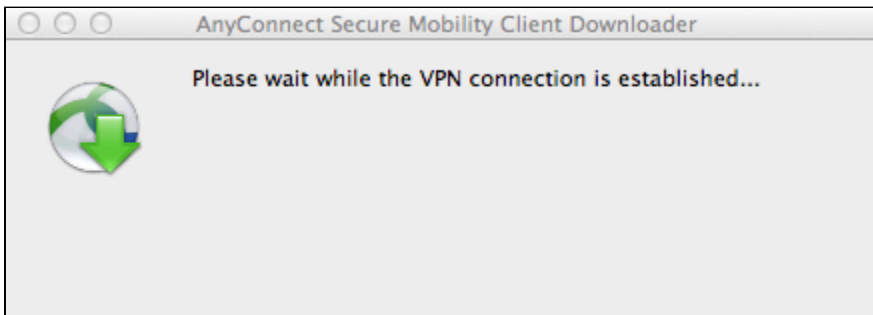 AnyConnect Secure Mobility Client Downloader
Please wait while the VPN connection is established...